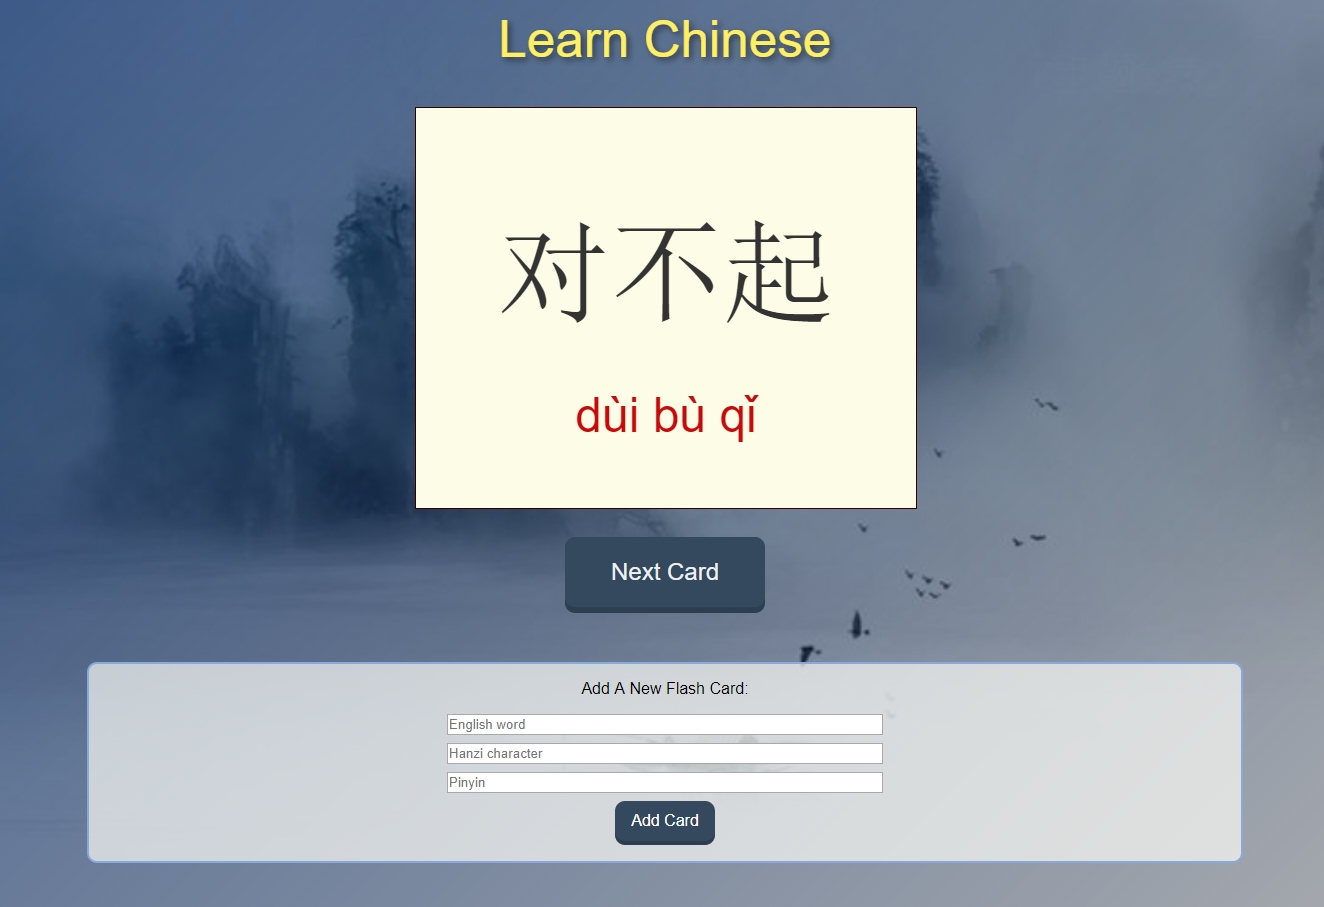 Learn Chinese
对不起
dùi bù qǐ
Next Card
Add A New Flash Card:
English word
Hanzi character
Pinyin
Add Card